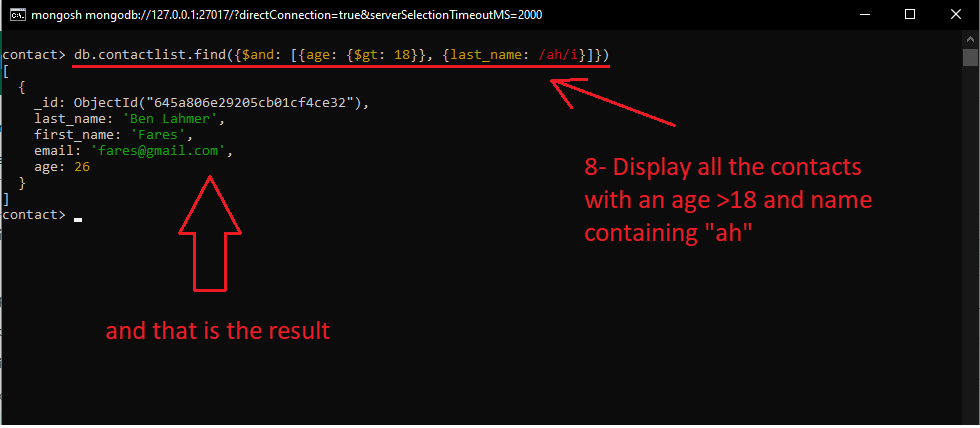 mongosh mongodb://127.0.0.1:27017/?directConnection=true&serverSelectionTimeoutMS=2000
contact> db.contactlist.find({$and: [{age: {$gt: 18}}, {last_name: /ah/i}]})
[
  {
    _id: ObjectId("645a806e29205cb01cf4ce32"),
    last_name: 'Ben Lahmer',
    first_name: 'Fares',
    email: 'fares@gmail.com',
    age: 26
  }
]
contact>
8- Display all the contacts
with an age >18 and name
containing "ah"
and that is the result